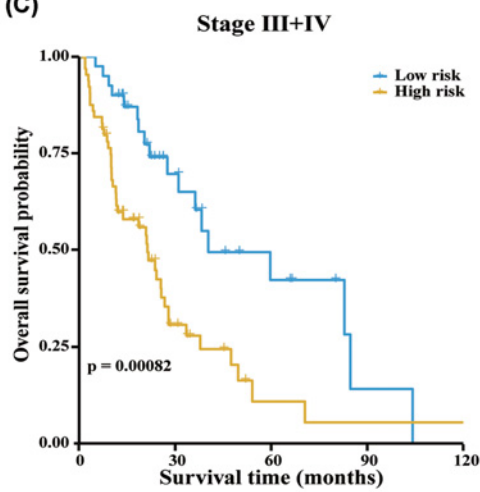 (C)
Stage III+IV
Low risk
High risk
Overall survival probability
1.00
0.75
0.50
0.25
0.00
p = 0.00082
0 30 60 90 120
Survival time (months)